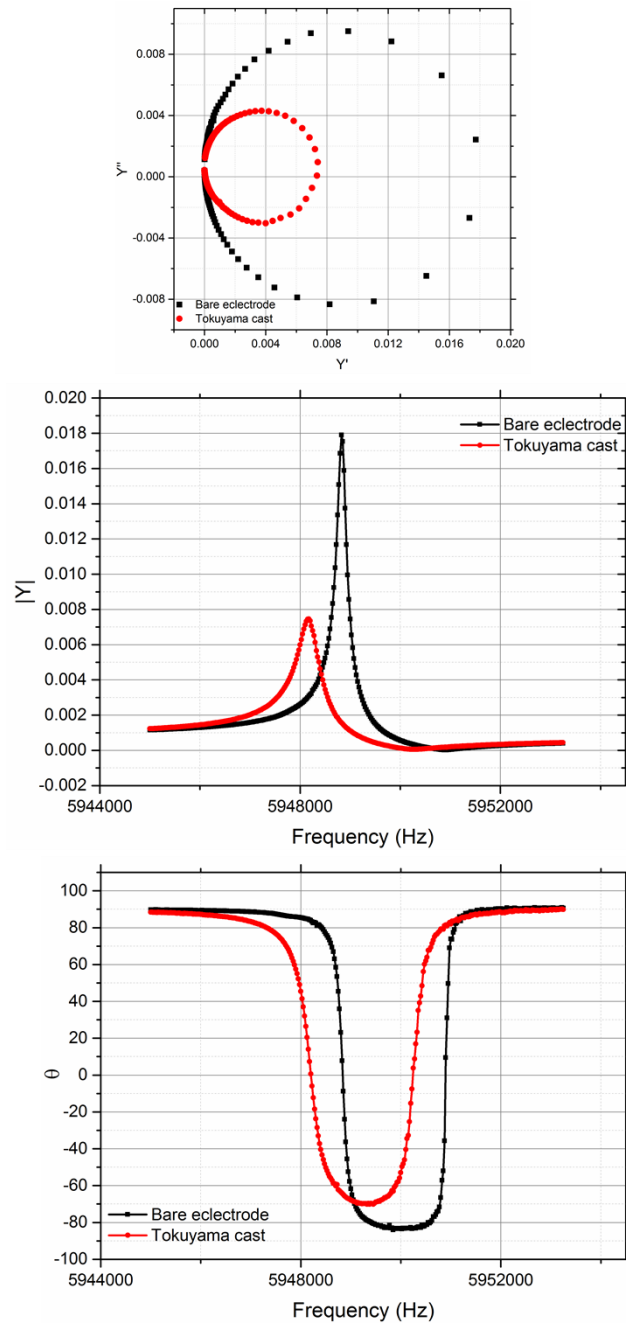 0.008
0.004
0.000
-0.004
-0.008
Y''
Bare eclectrode
Tokuyama cast
0.000 0.004 0.008 0.012 0.016 0.020
Y'
0.020
0.018
0.016
0.014
0.012
0.010
0.008
0.006
0.004
0.002
0.000
-0.002
|Y|
Bare eclectrode
Tokuyama cast
5944000 5948000 5952000
Frequency (Hz)
100
80
60
40
20
0
-20
-40
-60
-80
-100
θ
Bare eclectrode
Tokuyama cast
5944000 5948000 5952000
Frequency (Hz)